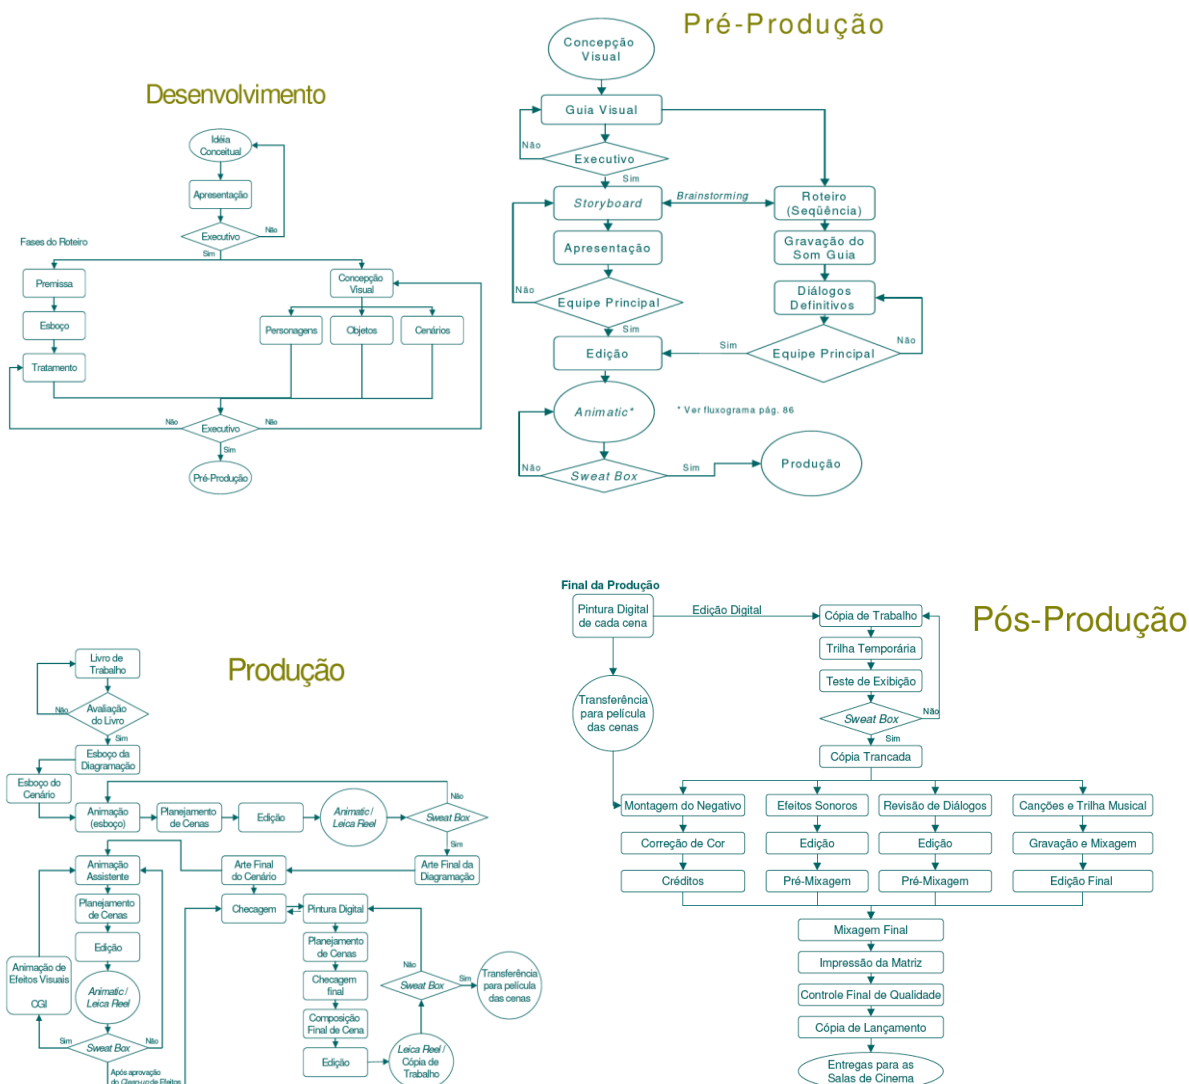 Pré-Produção
Concepção
Visual
Guia Visual
Não
Executivo
Sim
Storyboard
Brainstorming
Roteiro
(Seqüência)
Apresentação
Gravação do
Som Guia
Não
Equipe Principal
Diálogos
Definitivos
Sim
Edição
Sim
Equipe Principal
Não
Animatic*
* Ver fluxograma pág. 86
Não
Sweat Box
Sim
Produção
Desenvolvimento
Idéia
Conceitual
Apresentação
Executivo
Não
Sim
Fases do Roteiro
Premissa
Esboço
Tratamento
Concepção
Visual
Personagens
Objetos
Cenários
Não
Executivo
Não
Sim
Pré-Produção
Produção
Livro de
Trabalho
Não
Avaliação
do Livro
Sim
Esboço da
Diagramação
Esboço do
Cenário
Animação
(esboço)
Planejamento
de Cenas
Edição
Animatic /
Leica Reel
Não
Sweat Box
Sim
Animação
Assistente
Arte Final
do Cenário
Arte Final da
Diagramação
Planejamento
de Cenas
Checagem
Pintura Digital
Edição
Planejamento
de Cenas
Animação de
Efeitos Visuais
CGI
Animatic /
Leica Reel
Checagem
final
Não
Sweat Box
Sim
Transferência
para película
das cenas
Composição
Final de Cena
Sim
Sweat Box
Não
Edição
Leica Reel /
Cópia de
Trabalho
Após aprovação
do Clean-up de Efeitos
Pós-Produção
Final da Produção
Pintura Digital
de cada cena
Edição Digital
Cópia de Trabalho
Trilha Temporária
Teste de Exibição
Transferência
para película
das cenas
Sweat Box
Não
Sim
Cópia Trancada
Montagem do Negativo
Efeitos Sonoros
Revisão de Diálogos
Canções e Trilha Musical
Correção de Cor
Edição
Edição
Gravação e Mixagem
Créditos
Pré-Mixagem
Pré-Mixagem
Edição Final
Mixagem Final
Impressão da Matriz
Controle Final de Qualidade
Cópia de Lançamento
Entregas para as
Salas de Cinema